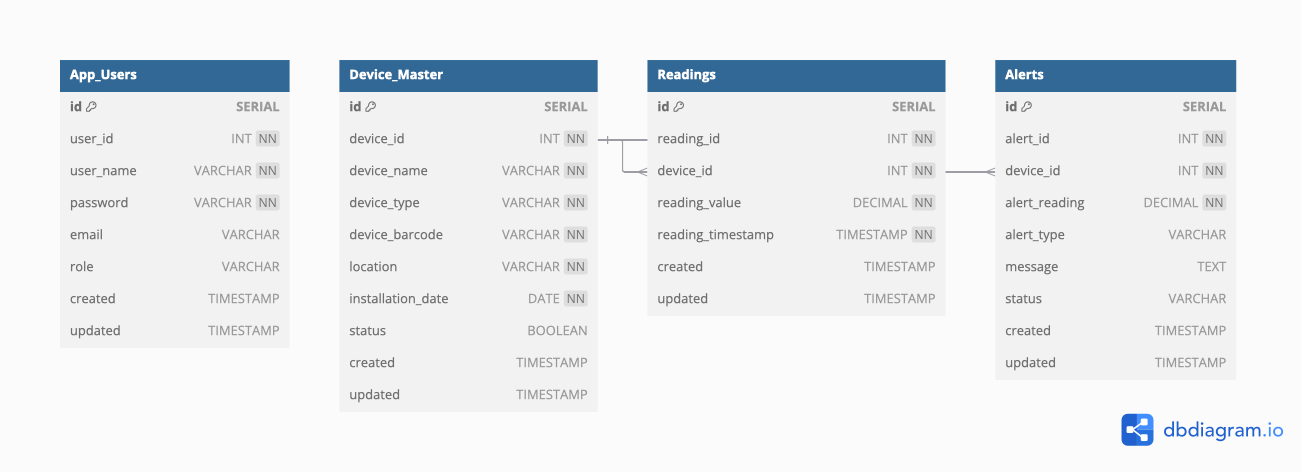 App_Users
id SERIAL
user_id INT NN
user_name VARCHAR NN
password VARCHAR NN
email VARCHAR
role VARCHAR
created TIMESTAMP
updated TIMESTAMP
Device_Master
id SERIAL
device_id INT NN
device_name VARCHAR NN
device_type VARCHAR NN
device_barcode VARCHAR NN
location VARCHAR NN
installation_date DATE NN
status BOOLEAN
created TIMESTAMP
updated TIMESTAMP
Readings
id SERIAL
reading_id INT NN
device_id INT NN
reading_value DECIMAL NN
reading_timestamp TIMESTAMP NN
created TIMESTAMP
updated TIMESTAMP
Alerts
id SERIAL
alert_id INT NN
device_id INT NN
alert_reading DECIMAL NN
alert_type VARCHAR
message TEXT
status VARCHAR
created TIMESTAMP
updated TIMESTAMP
dbdiagram.io